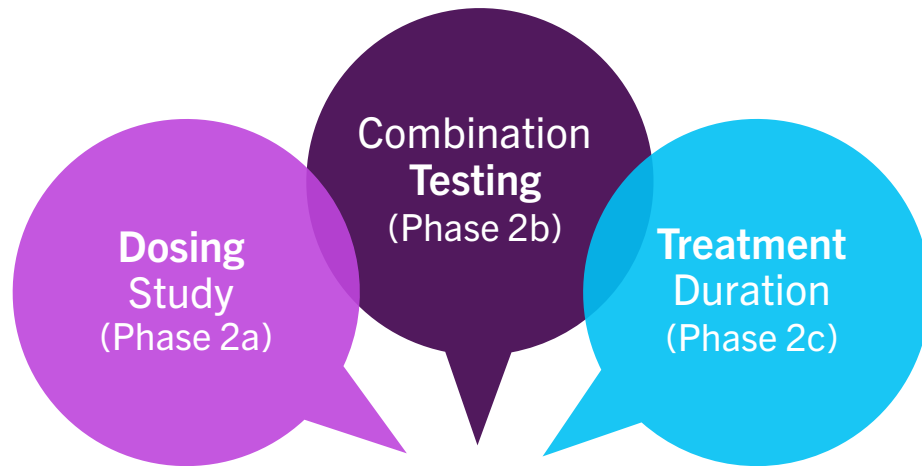 Dosing
Study
(Phase 2a)
Combination
Testing
(Phase 2b)
Treatment
Duration
(Phase 2c)